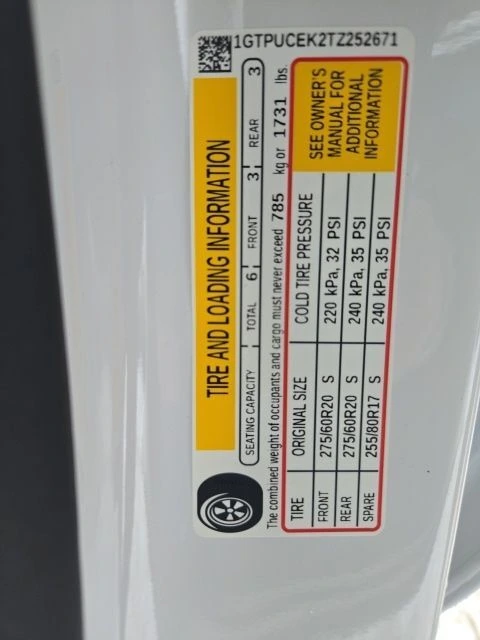 1GTPUCEK2TZ252671
TIRE AND LOADING INFORMATION
SEATING CAPACITY TOTAL 6 FRONT 3 REAR 3
The combined weight of occupants and cargo must never exceed 785 kg or 1731 lbs.
TIRE ORIGINAL SIZE COLD TIRE PRESSURE
FRONT 275/60R20 S 220 kPa, 32 PSI
REAR 275/60R20 S 240 kPa, 35 PSI
SPARE 255/80R17 S 240 kPa, 35 PSI
SEE OWNER'S
MANUAL FOR
ADDITIONAL
INFORMATION